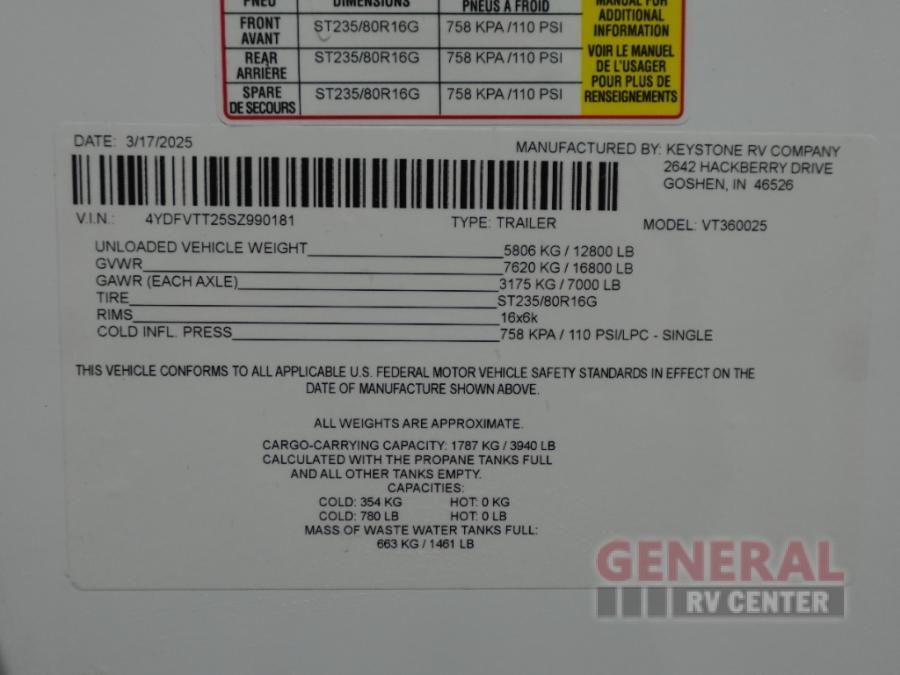 PNEU DIMENSIONS PNEUS À FROID
FRONT AVANT ST235/80R16G 758 KPA /110 PSI
REAR ARRIÈRE ST235/80R16G 758 KPA /110 PSI
SPARE DE SECOURS ST235/80R16G 758 KPA /110 PSI
MANUAL FOR
ADDITIONAL
INFORMATION
VOIR LE MANUEL
DE L'USAGER
POUR PLUS DE
RENSEIGNEMENTS
DATE: 3/17/2025
MANUFACTURED BY: KEYSTONE RV COMPANY
2642 HACKBERRY DRIVE
GOSHEN, IN 46526
V.I.N.: 4YDFVTT25SZ990181 TYPE: TRAILER MODEL: VT360025
UNLOADED VEHICLE WEIGHT 5806 KG / 12800 LB
GVWR 7620 KG / 16800 LB
GAWR (EACH AXLE) 3175 KG / 7000 LB
TIRE ST235/80R16G
RIMS 16x6k
COLD INFL. PRESS 758 KPA / 110 PSI/LPC - SINGLE
THIS VEHICLE CONFORMS TO ALL APPLICABLE U.S. FEDERAL MOTOR VEHICLE SAFETY STANDARDS IN EFFECT ON THE
DATE OF MANUFACTURE SHOWN ABOVE.
ALL WEIGHTS ARE APPROXIMATE.
CARGO-CARRYING CAPACITY: 1787 KG / 3940 LB
CALCULATED WITH THE PROPANE TANKS FULL
AND ALL OTHER TANKS EMPTY.
CAPACITIES:
COLD: 354 KG HOT: 0 KG
COLD: 780 LB HOT: 0 LB
MASS OF WASTE WATER TANKS FULL:
663 KG / 1461 LB
GENERAL
RV CENTER